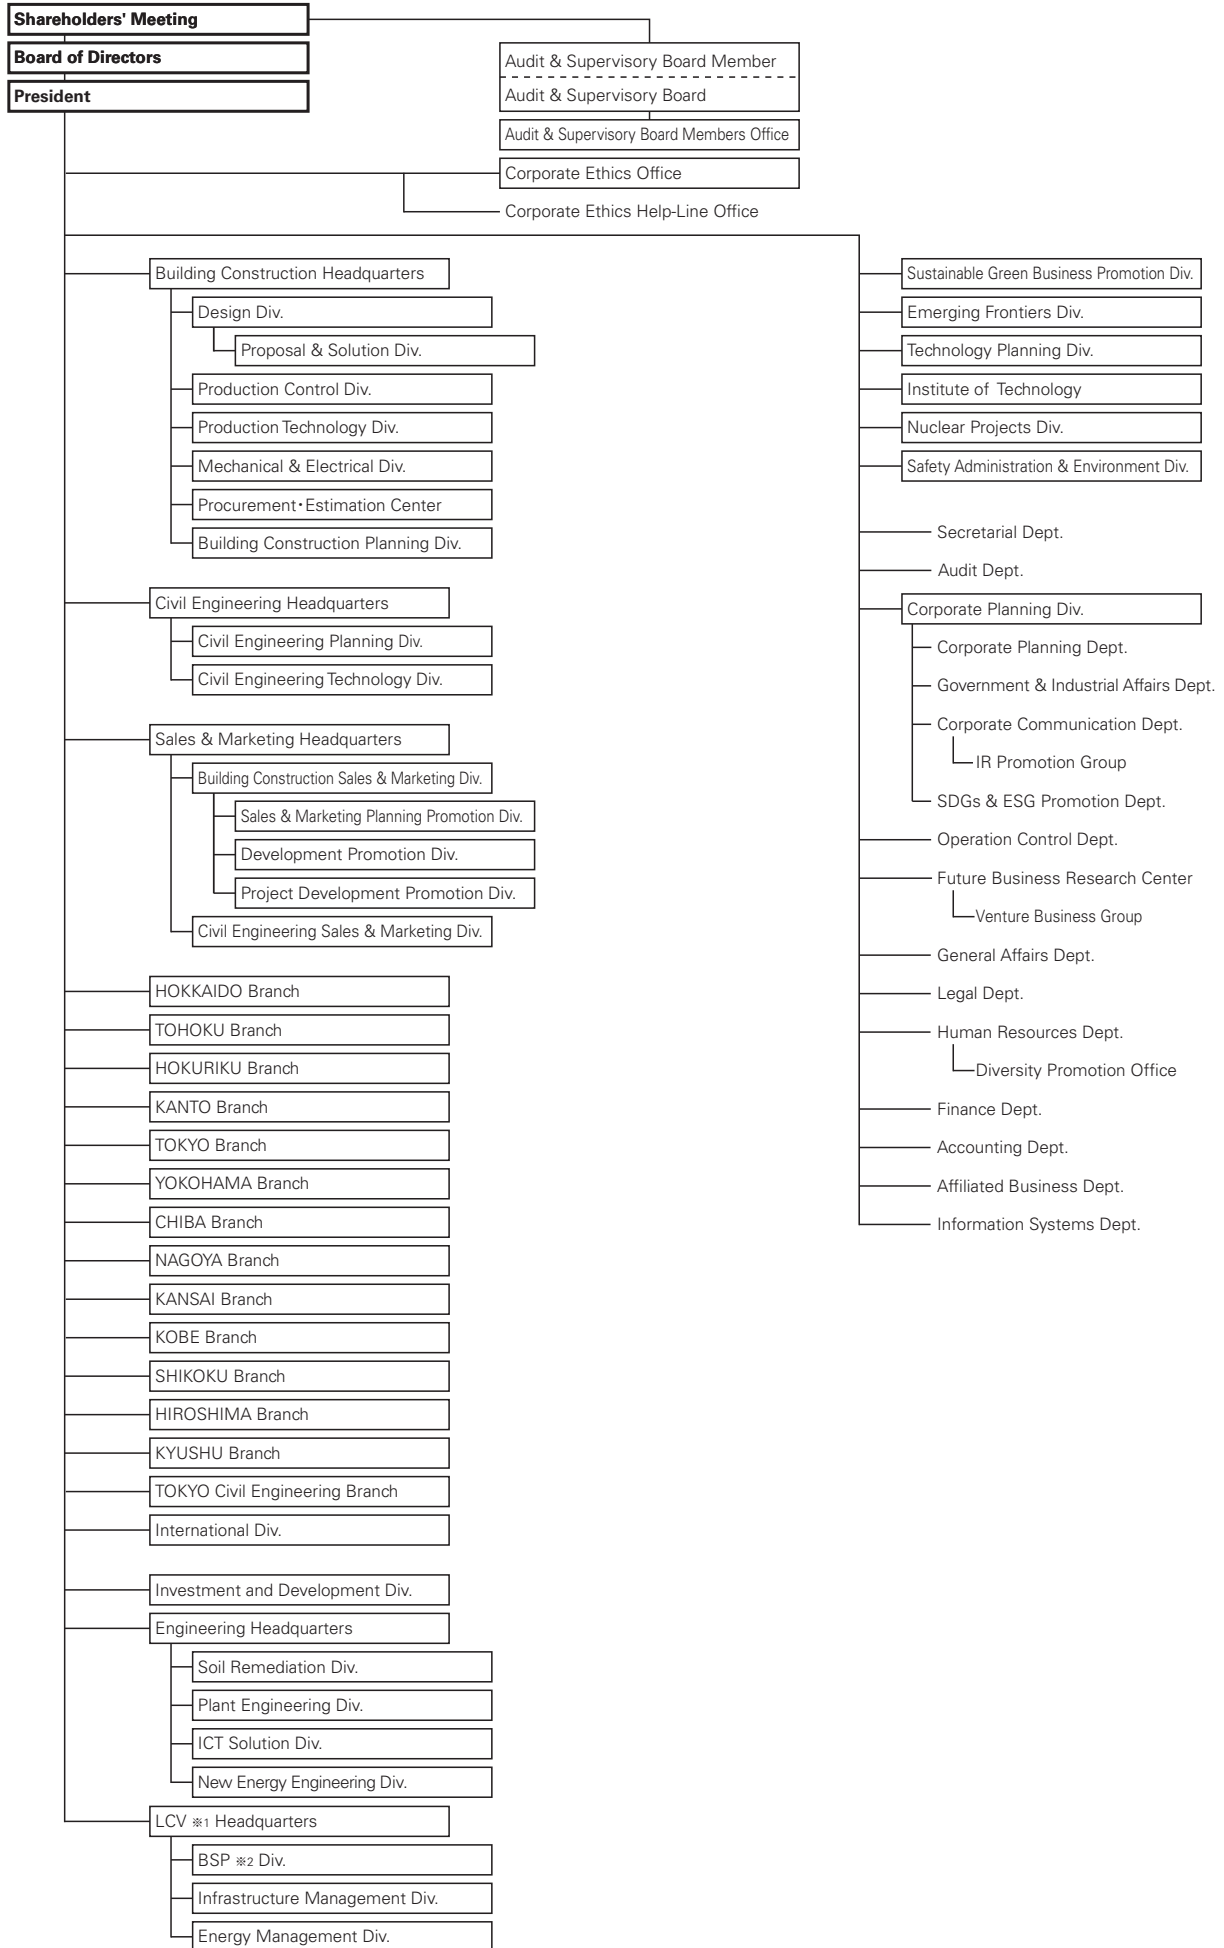 Shareholders' Meeting
Board of Directors
President
Audit & Supervisory Board Member
Audit & Supervisory Board
Audit & Supervisory Board Members Office
Corporate Ethics Office
Corporate Ethics Help-Line Office
Building Construction Headquarters
Design Div.
Proposal & Solution Div.
Production Control Div.
Production Technology Div.
Mechanical & Electrical Div.
Procurement・Estimation Center
Building Construction Planning Div.
Civil Engineering Headquarters
Civil Engineering Planning Div.
Civil Engineering Technology Div.
Sales & Marketing Headquarters
Building Construction Sales & Marketing Div.
Sales & Marketing Planning Promotion Div.
Development Promotion Div.
Project Development Promotion Div.
Civil Engineering Sales & Marketing Div.
HOKKAIDO Branch
TOHOKU Branch
HOKURIKU Branch
KANTO Branch
TOKYO Branch
YOKOHAMA Branch
CHIBA Branch
NAGOYA Branch
KANSAI Branch
KOBE Branch
SHIKOKU Branch
HIROSHIMA Branch
KYUSHU Branch
TOKYO Civil Engineering Branch
International Div.
Investment and Development Div.
Engineering Headquarters
Soil Remediation Div.
Plant Engineering Div.
ICT Solution Div.
New Energy Engineering Div.
LCV ※1 Headquarters
BSP ※2 Div.
Infrastructure Management Div.
Energy Management Div.
Sustainable Green Business Promotion Div.
Emerging Frontiers Div.
Technology Planning Div.
Institute of Technology
Nuclear Projects Div.
Safety Administration & Environment Div.
Secretarial Dept.
Audit Dept.
Corporate Planning Div.
Corporate Planning Dept.
Government & Industrial Affairs Dept.
Corporate Communication Dept.
IR Promotion Group
SDGs & ESG Promotion Dept.
Operation Control Dept.
Future Business Research Center
Venture Business Group
General Affairs Dept.
Legal Dept.
Human Resources Dept.
Diversity Promotion Office
Finance Dept.
Accounting Dept.
Affiliated Business Dept.
Information Systems Dept.